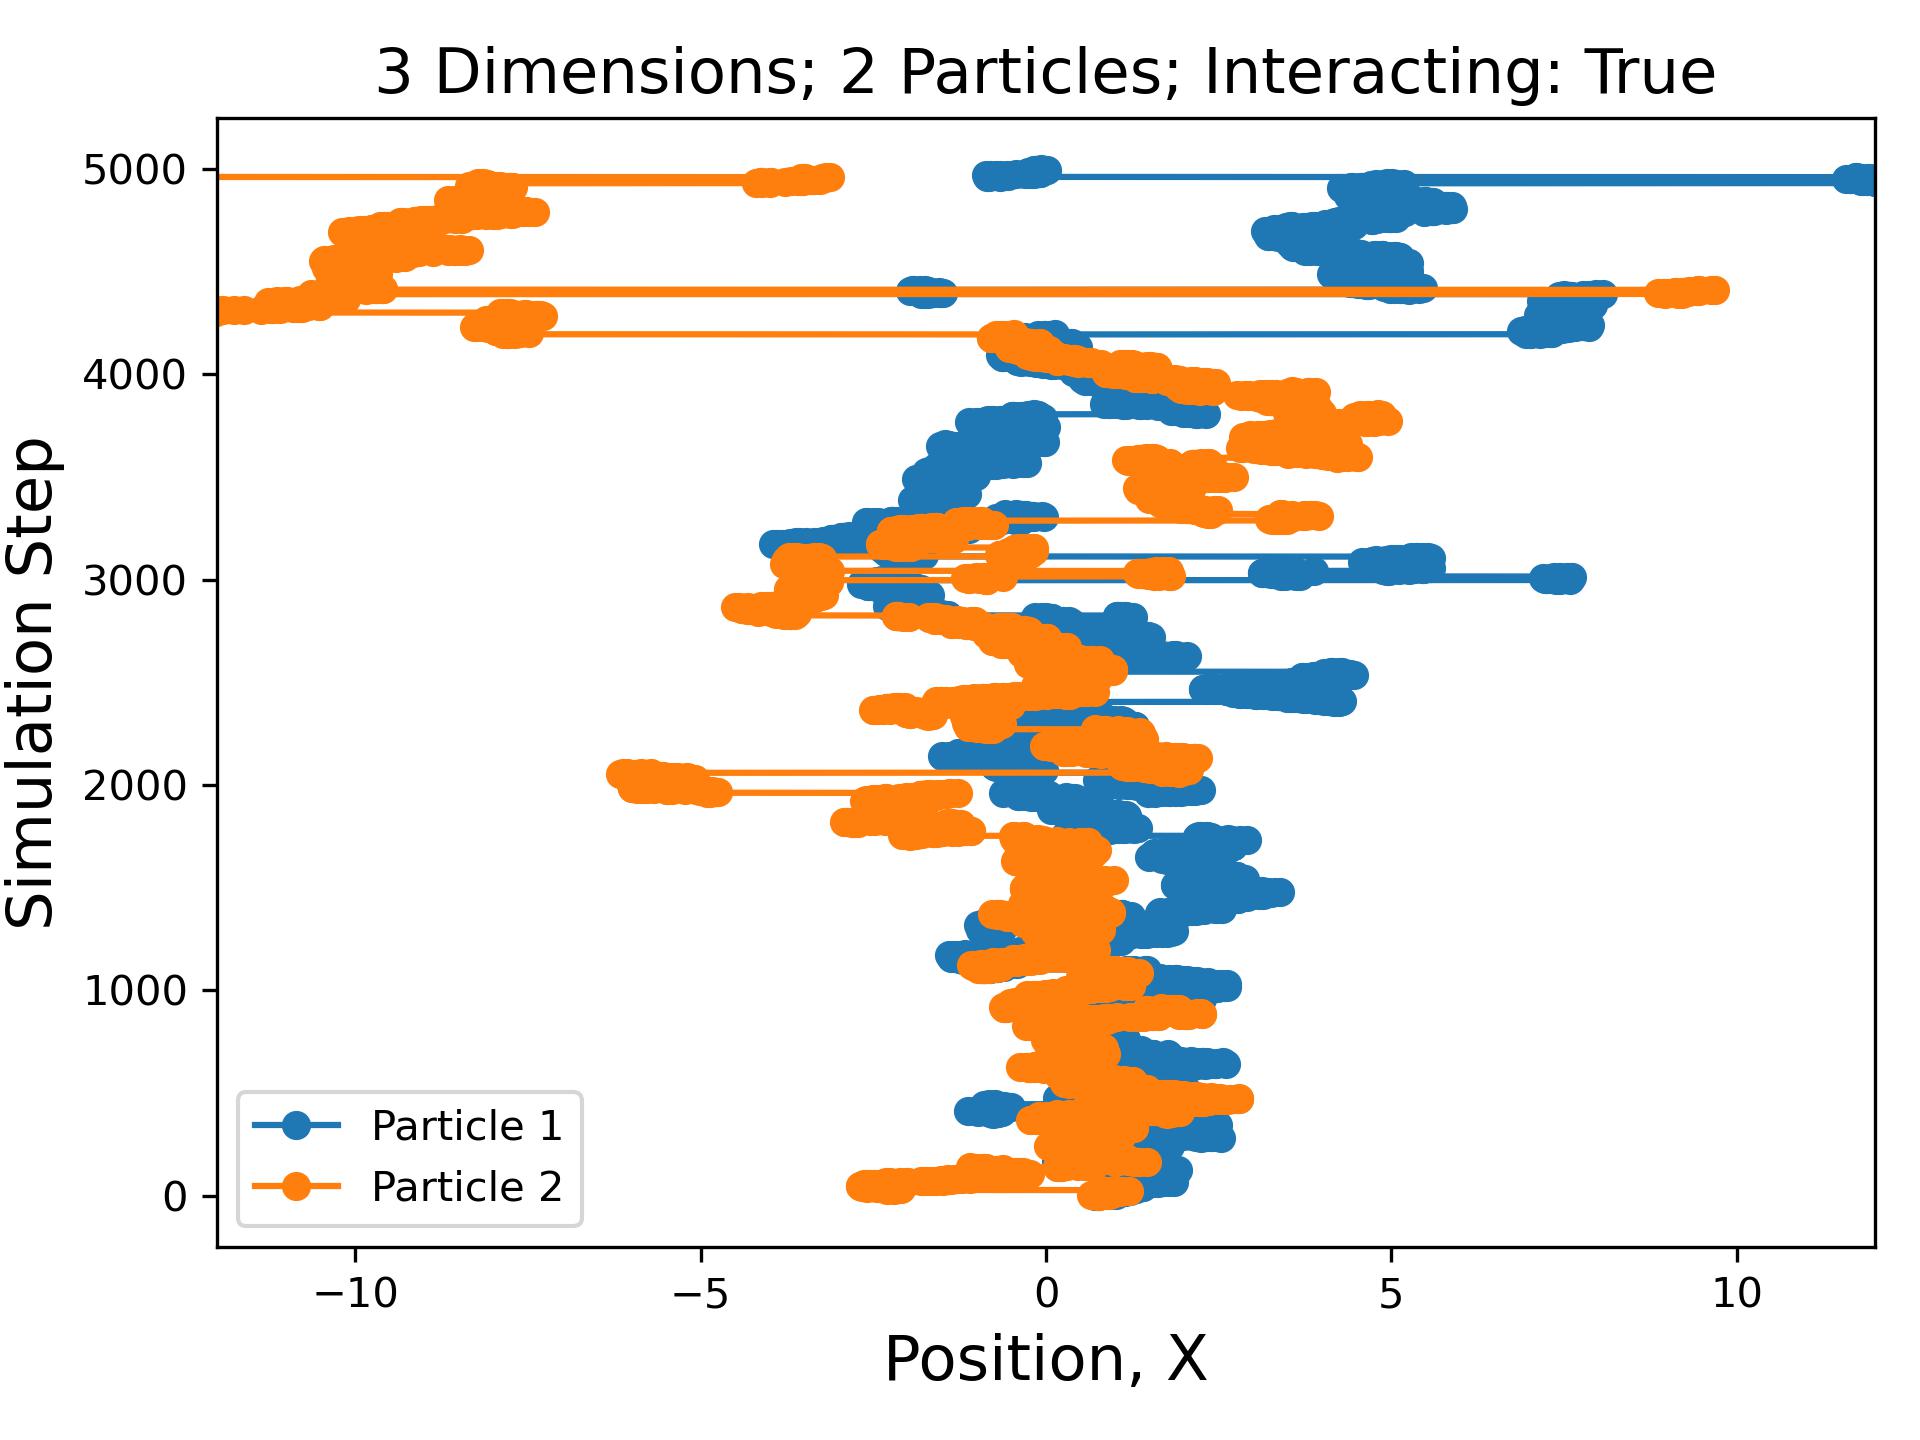 3 Dimensions; 2 Particles; Interacting: True
Simulation Step
5000
4000
3000
2000
1000
0
Particle 1
Particle 2
−10
−5
0
5
10
Position, X